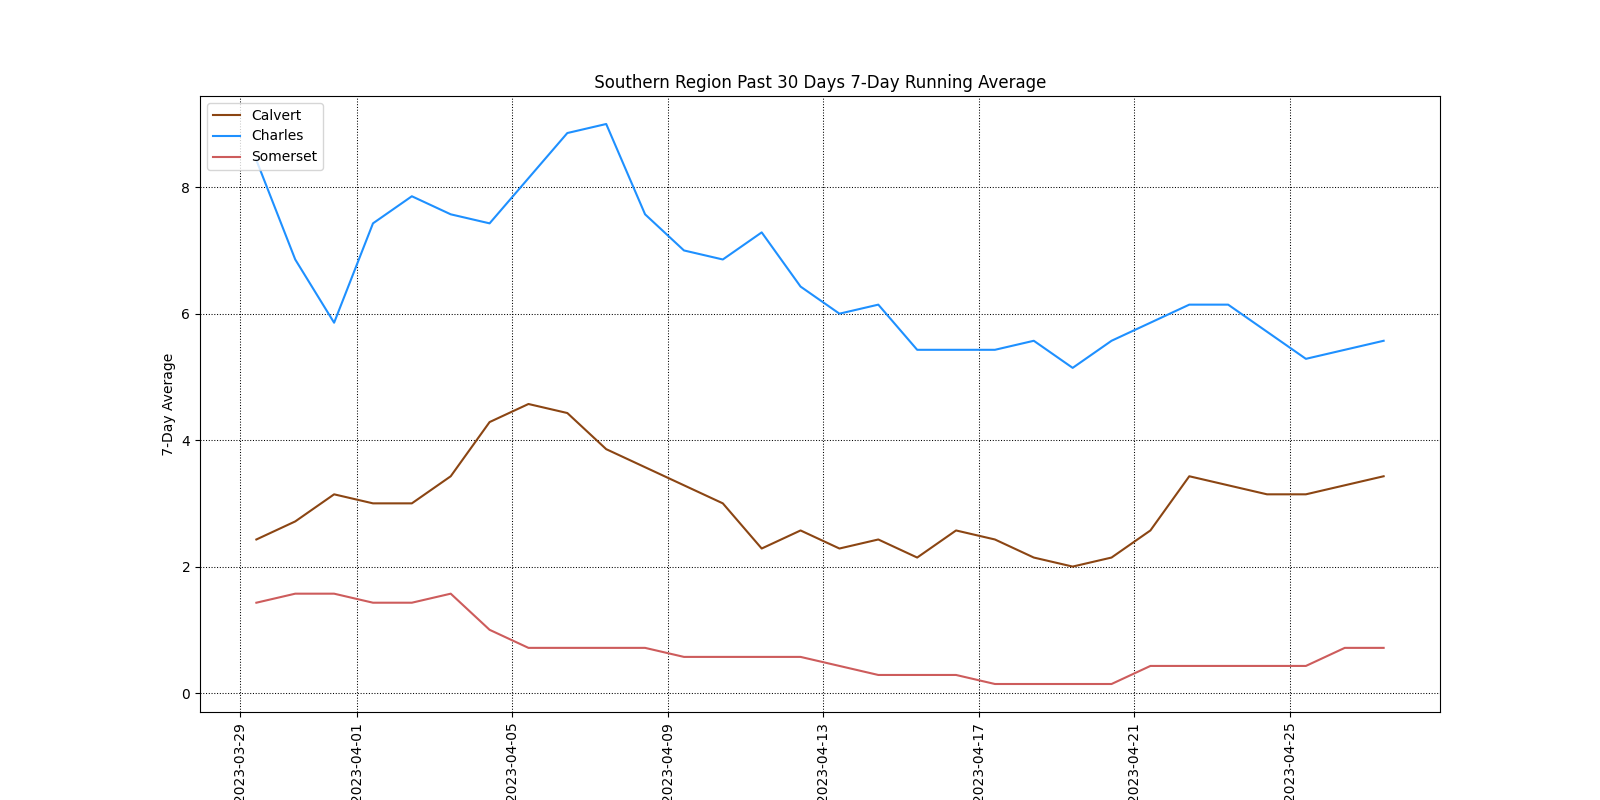 Southern Region Past 30 Days 7-Day Running Average
Calvert
Charles
Somerset
7-Day Average
8
6
4
2
0
2023-03-29
2023-04-01
2023-04-05
2023-04-09
2023-04-13
2023-04-17
2023-04-21
2023-04-25